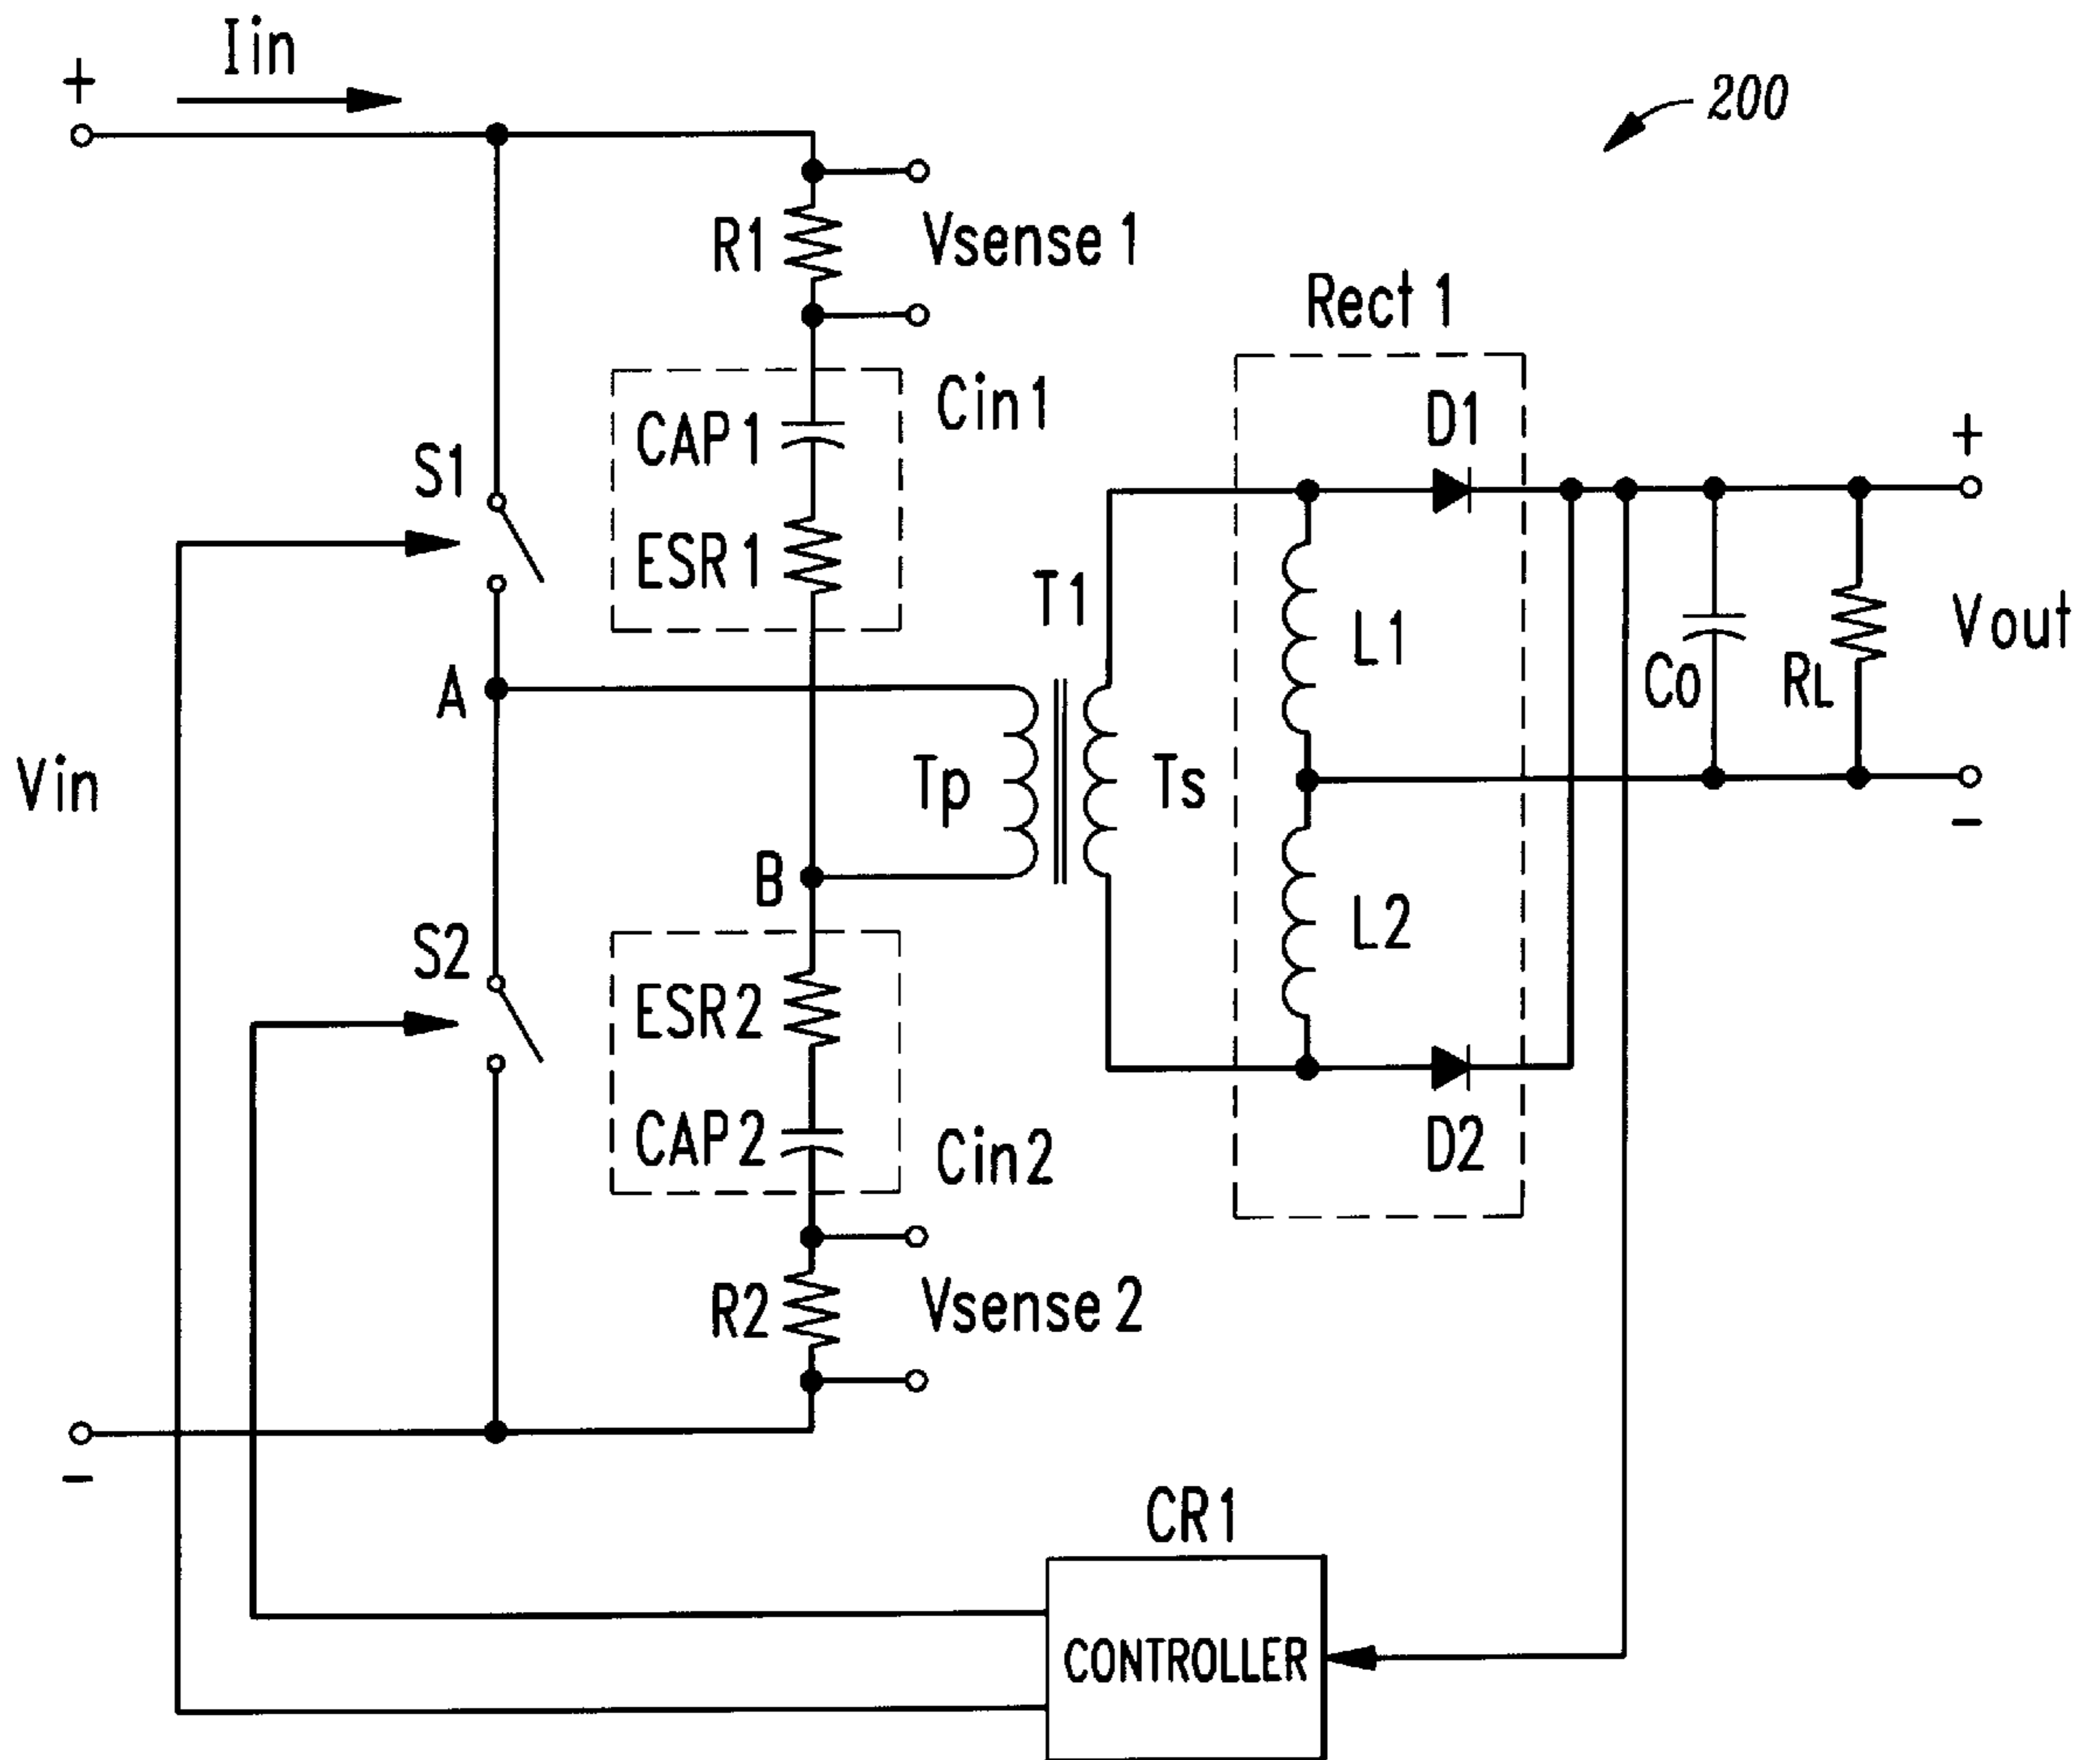 Iin
+
200
R1
Vsense 1
Rect 1
Cin1
D1
CAP1
+
S1
ESR1
T1
L1
Vout
A
Co
RL
Vin
Tp
Ts
-
B
S2
L2
ESR2
CAP2
Cin2
D2
R2
Vsense 2
-
CR1
CONTROLLER